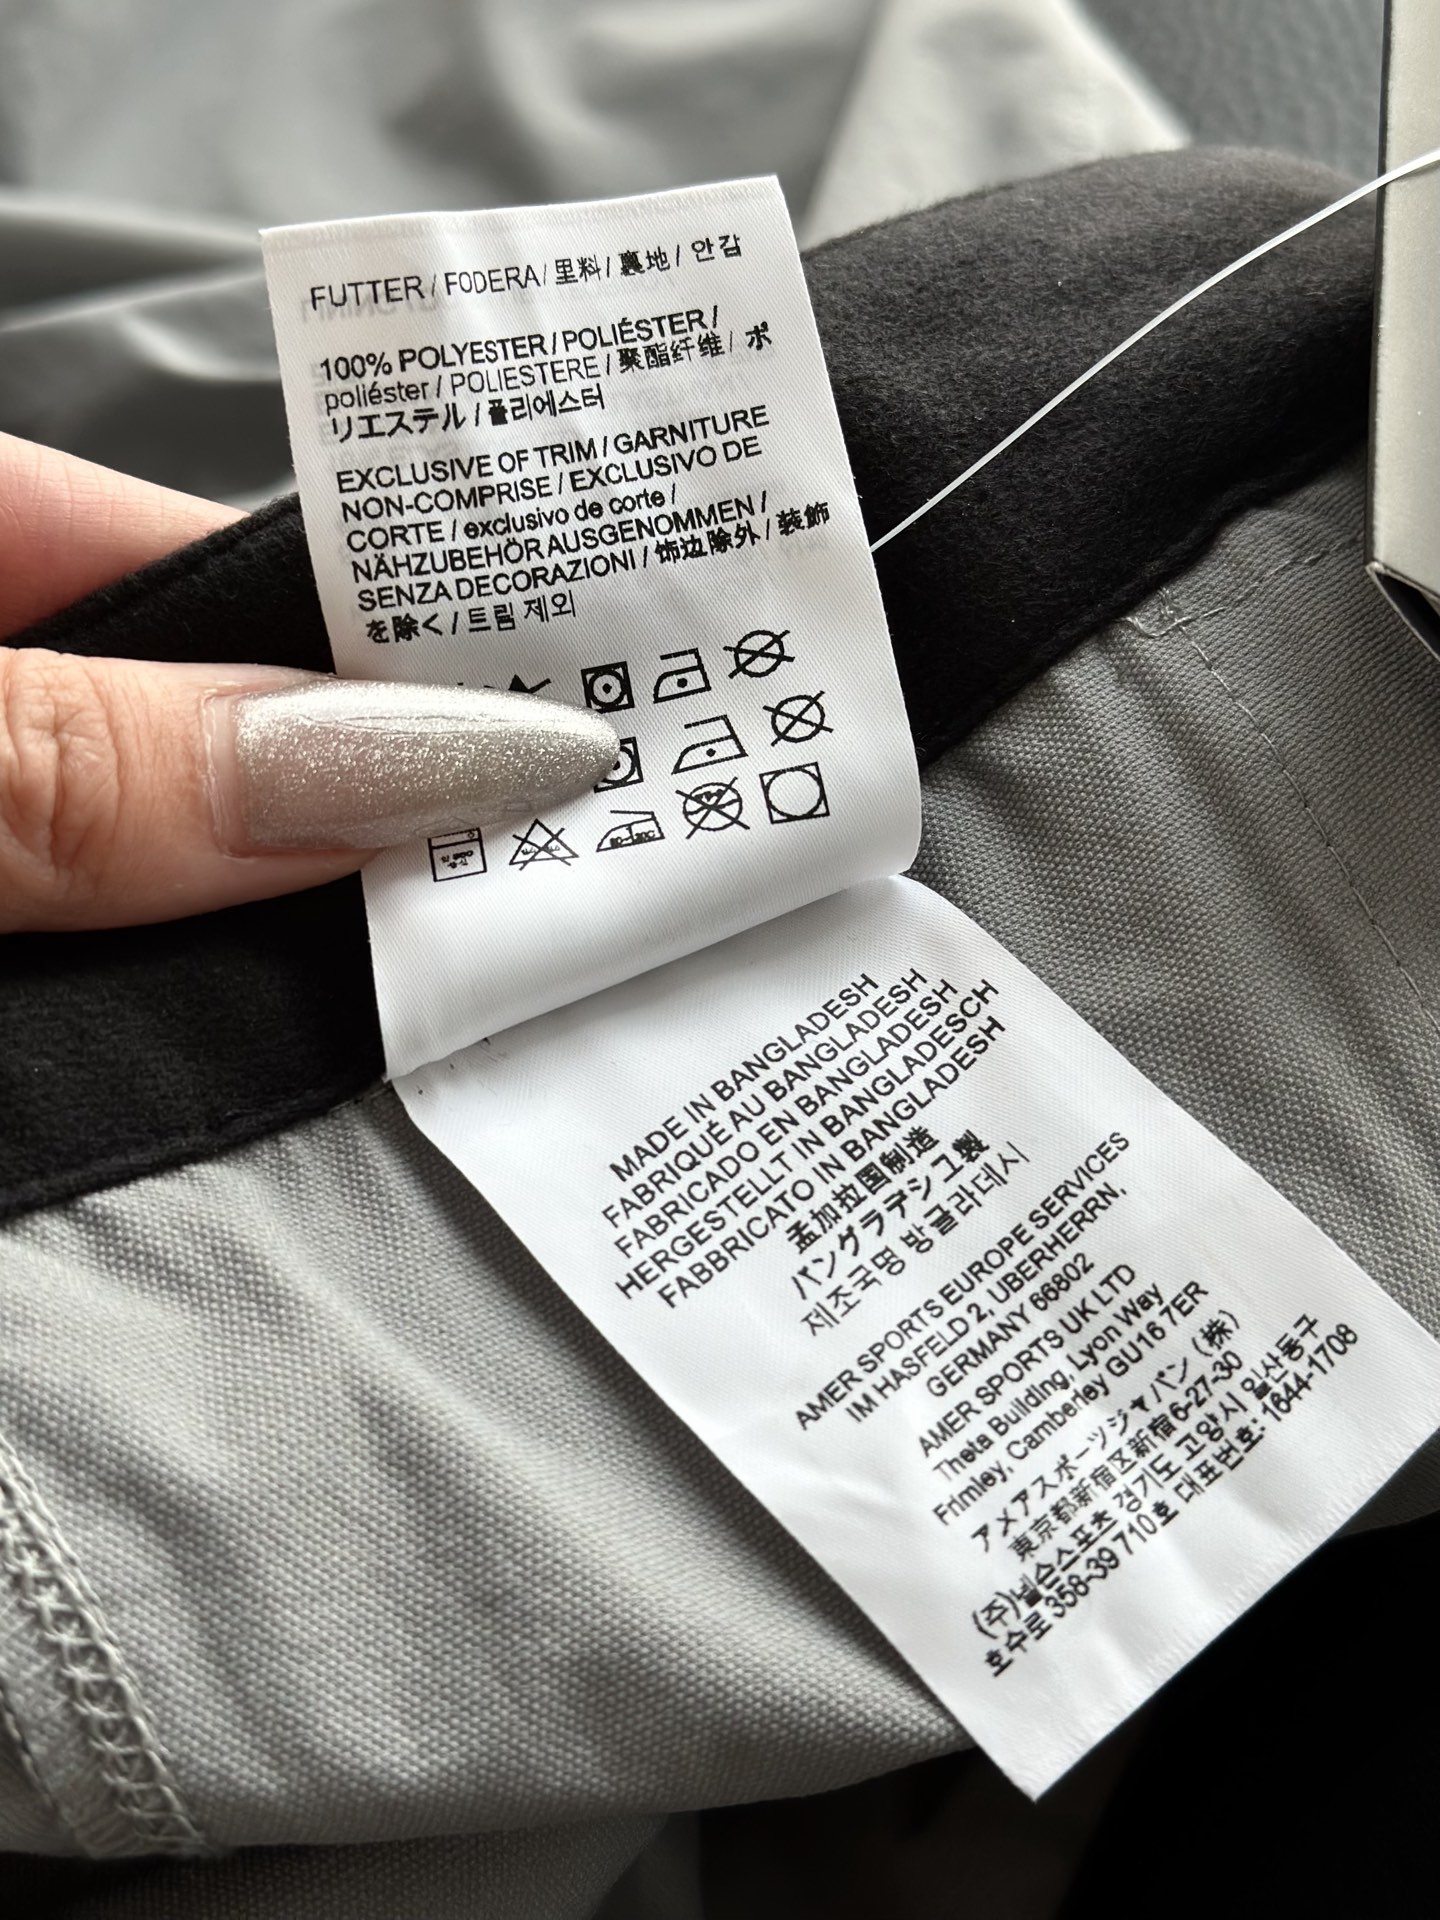 FUTTER / FODERA / 里料 / 裏地 / 안감
100% POLYESTER / POLIÉSTER /
poliéster / POLIESTERE / 聚酯纤维 / ポ
リエステル / 폴리에스터
EXCLUSIVE OF TRIM / GARNITURE
NON-COMPRISE / EXCLUSIVO DE
CORTE / exclusivo de corte /
NÄHZUBEHÖR AUSGENOMMEN /
SENZA DECORAZIONI / 饰边除外 / 装飾
を除く / 트림 제외
80~120C
MADE IN BANGLADESH
FABRIQUÉ AU BANGLADESH
FABRICADO EN BANGLADESH
HERGESTELLT IN BANGLADESCH
FABBRICATO IN BANGLADESH
孟加拉国制造
バングラデシュ製
제조국명 방글라데시
AMER SPORTS EUROPE SERVICES
IM HASFELD 2, UBERHERRN,
GERMANY 66802
AMER SPORTS UK LTD
Theta Building, Lyon Way
Frimley, Camberley GU16 7ER
アメアスポーツジャパン（株）
東京都新宿区新宿6-27-30
(주)넬슨스포츠 경기도 고양시 일산동구
호수로 358-39 710호 대표번호: 1644-1708